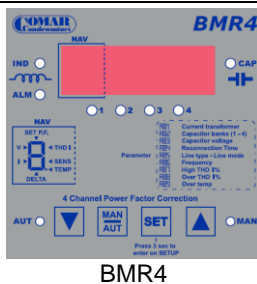 COMAR
Condensatori
BMR4
NAV
IND
CAP
ALM
1 2 3 4
NAV
SET P.F.
V THD I
I SENS
TEMP
DELTA
Parameter
Current transformer
Capacitor banks (1 ÷ 4)
Capacitor voltage
Reconnection Time
Line type - Line mode
Frequency
High THD I%
Over THD I%
Over temp
4 Channel Power Factor Correction
AUT
MAN
AUT
SET
MAN
Press 3 sec to
enter on SETUP
BMR4